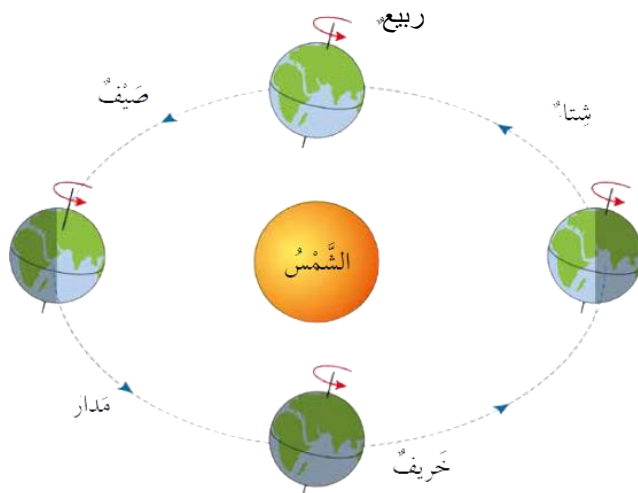 ربيعٌ
صَيْفٌ
شِتاءٌ
الشَّمْسُ
مَدار
خَريفٌ